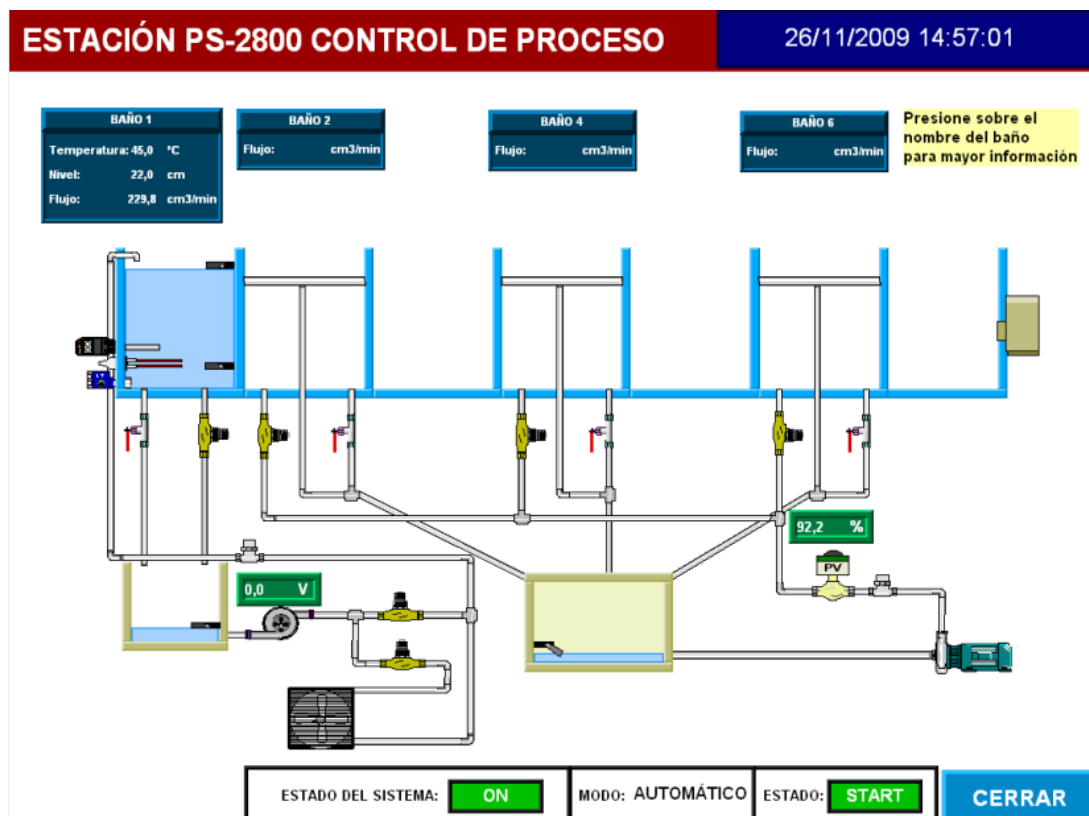 ESTACIÓN PS-2800 CONTROL DE PROCESO
26/11/2009 14:57:01
BAÑO 1
Temperatura: 45,0 °C
Nivel: 22,0 cm
Flujo: 229,8 cm3/min
BAÑO 2
Flujo: cm3/min
BAÑO 4
Flujo: cm3/min
BAÑO 6
Flujo: cm3/min
Presione sobre el
nombre del baño
para mayor información
92,2 %
PV
0,0 V
ESTADO DEL SISTEMA: ON
MODO: AUTOMÁTICO
ESTADO: START
CERRAR